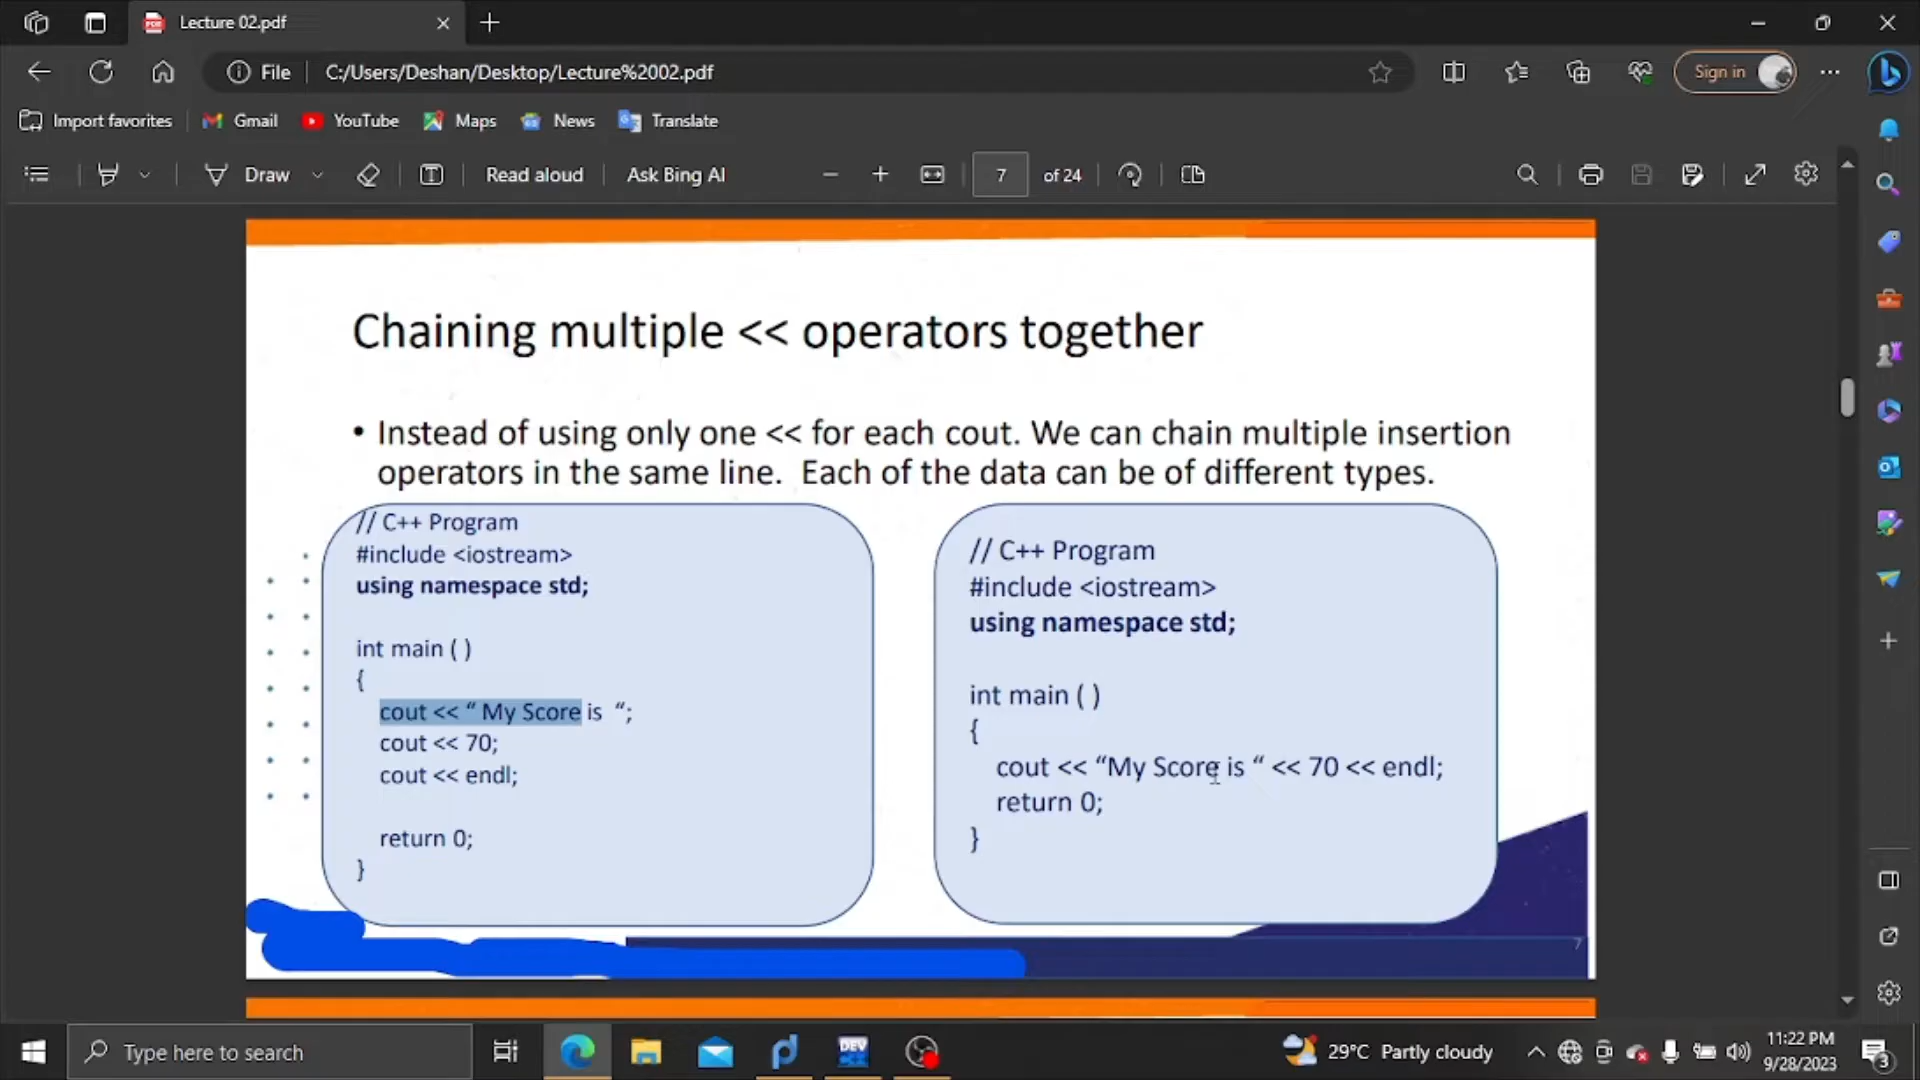 Lecture 02.pdf
File
C:/Users/Deshan/Desktop/Lecture%2002.pdf
Sign in
Import favorites
Gmail
YouTube
Maps
News
Translate
Draw
Read aloud
Ask Bing AI
7
of 24
Chaining multiple << operators together
• Instead of using only one << for each cout. We can chain multiple insertion
operators in the same line.  Each of the data can be of different types.
// C++ Program
#include <iostream>
using namespace std;
int main ( )
{
cout << “ My Score is  “;
cout << 70;
cout << endl;
return 0;
}
// C++ Program
#include <iostream>
using namespace std;
int main ( )
{
cout << “My Score is “ << 70 << endl;
return 0;
}
7
Type here to search
DEV
29°C  Partly cloudy
11:22 PM
9/28/2023
3